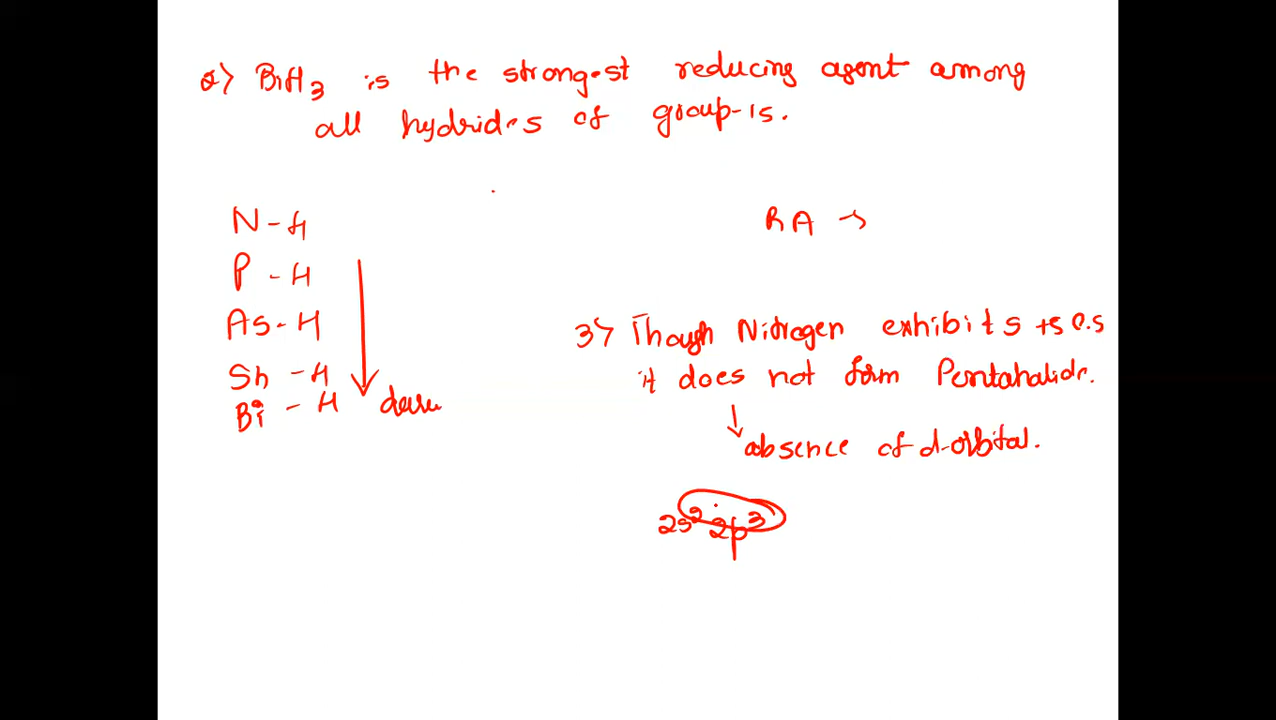 2) BiH3 is the strongest reducing agent among
all hydrides of group-15.
N-H
P-H
As-H
Sb-H
Bi-H
RA →
3) Though Nitrogen exhibits +5 O.S
it does not form Pentahalide.
absence of d-orbital.
2s2 2p3